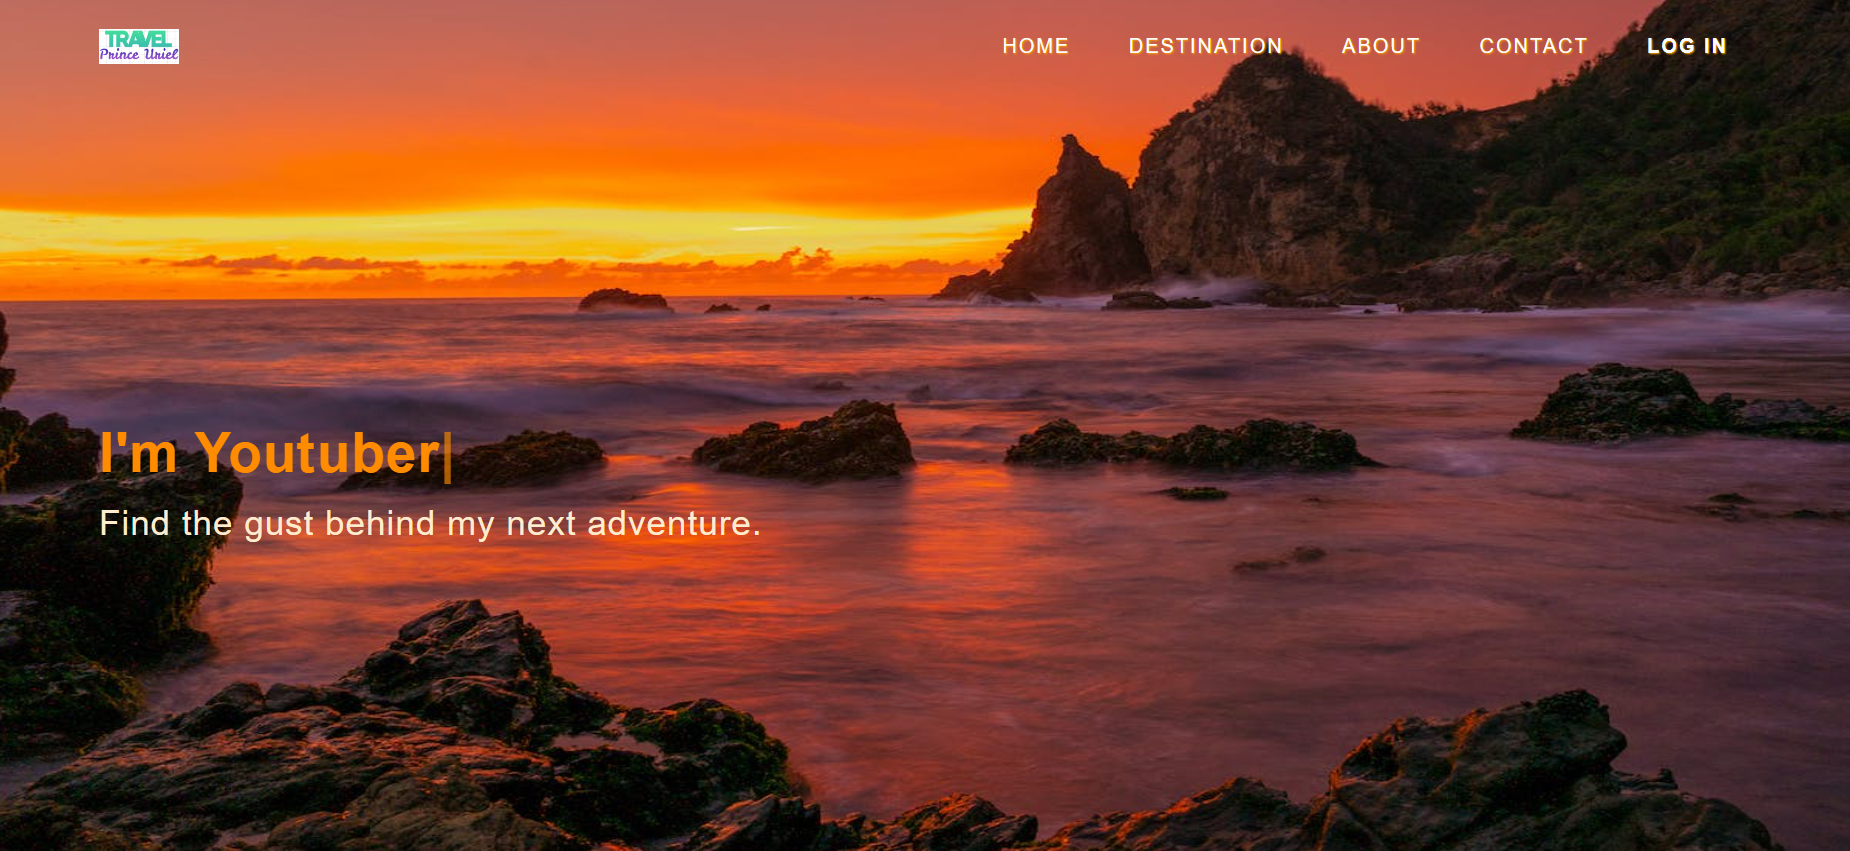 TRAVEL
Prince Uriel
HOME DESTINATION ABOUT CONTACT LOG IN
I'm Youtuber|
Find the gust behind my next adventure.